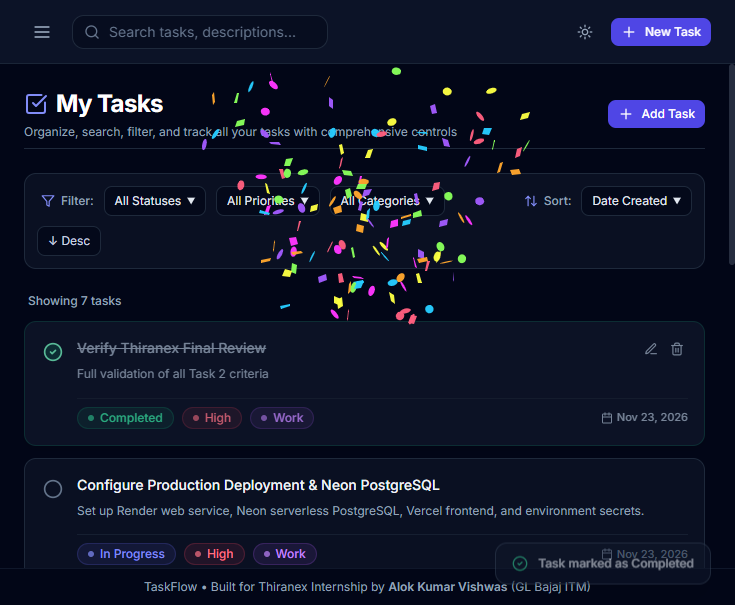 Search tasks, descriptions...
New Task
My Tasks
Add Task
Organize, search, filter, and track all your tasks with comprehensive controls
Filter: All Statuses ▼ All Priorities ▼ All Categories ▼ Sort: Date Created ▼
↓ Desc
Showing 7 tasks
Verify Thiranex Final Review
Full validation of all Task 2 criteria
Completed High Work Nov 23, 2026
Configure Production Deployment & Neon PostgreSQL
Set up Render web service, Neon serverless PostgreSQL, Vercel frontend, and environment secrets.
In Progress High Work Nov 23, 2026
Task marked as Completed
TaskFlow • Built for Thiranex Internship by Alok Kumar Vishwas (GL Bajaj ITM)